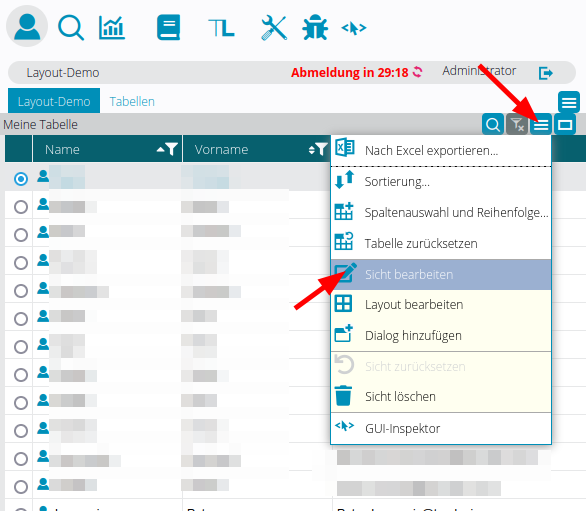 TL
Layout-Demo
Abmeldung in 29:18
Administrator
Layout-Demo
Tabellen
Meine Tabelle
Name
Vorname
Nach Excel exportieren...
Sortierung...
Spaltenauswahl und Reihenfolge...
Tabelle zurücksetzen
Sicht bearbeiten
Layout bearbeiten
Dialog hinzufügen
Sicht zurücksetzen
Sicht löschen
GUI-Inspektor